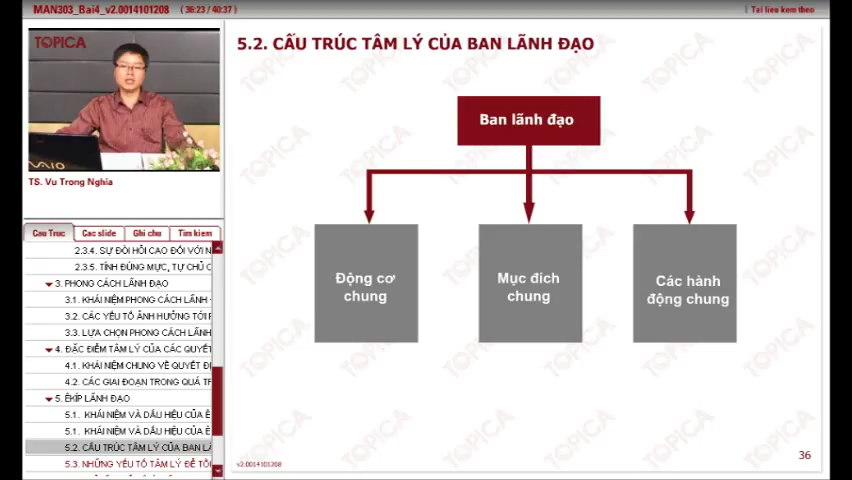 MAN303_Bai4_v2.0014101208 ( 36:23 / 40:37 )
Tai lieu kem theo
TOPICA
VAIO
TS. Vu Trong Nghia
Cau Truc
Cac slide
Ghi chu
Tim kiem
2.3.4. SỰ ĐÒI HỎI CAO ĐỐI VỚI N
2.3.5. TÍNH ĐÚNG MỰC, TỰ CHỦ C
3. PHONG CÁCH LÃNH ĐẠO
3.1. KHÁI NIỆM PHONG CÁCH LÃNH
3.2. CÁC YẾU TỐ ẢNH HƯỞNG TỚI P
3.3. LỰA CHỌN PHONG CÁCH LÃNH
4. ĐẶC ĐIỂM TÂM LÝ CỦA CÁC QUYẾT
4.1. KHÁI NIỆM CHUNG VỀ QUYẾT Đ
4.2. CÁC GIAI ĐOẠN TRONG QUÁ TR
5. ÊKÍP LÃNH ĐẠO
5.1. KHÁI NIỆM VÀ DẤU HIỆU CỦA Ê
5.1. KHÁI NIỆM VÀ DẤU HIỆU CỦA Ê
5.2. CẤU TRÚC TÂM LÝ CỦA BAN LÃ
5.3. NHỮNG YẾU TỐ TÂM LÝ ĐỂ TỒ
5.2. CẤU TRÚC TÂM LÝ CỦA BAN LÃNH ĐẠO
Ban lãnh đạo
Động cơ
chung
Mục đích
chung
Các hành
động chung
v2.0014101208
36